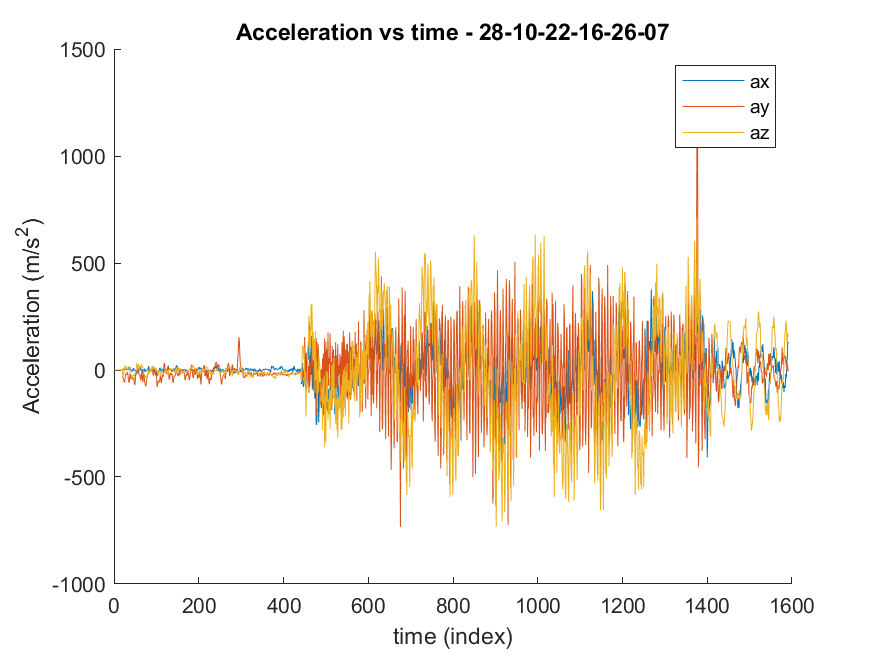 Acceleration vs time - 28-10-22-16-26-07
1500
1000
500
0
-500
-1000
Acceleration (m/s²)
ax
ay
az
0
200
400
600
800
1000
1200
1400
1600
time (index)